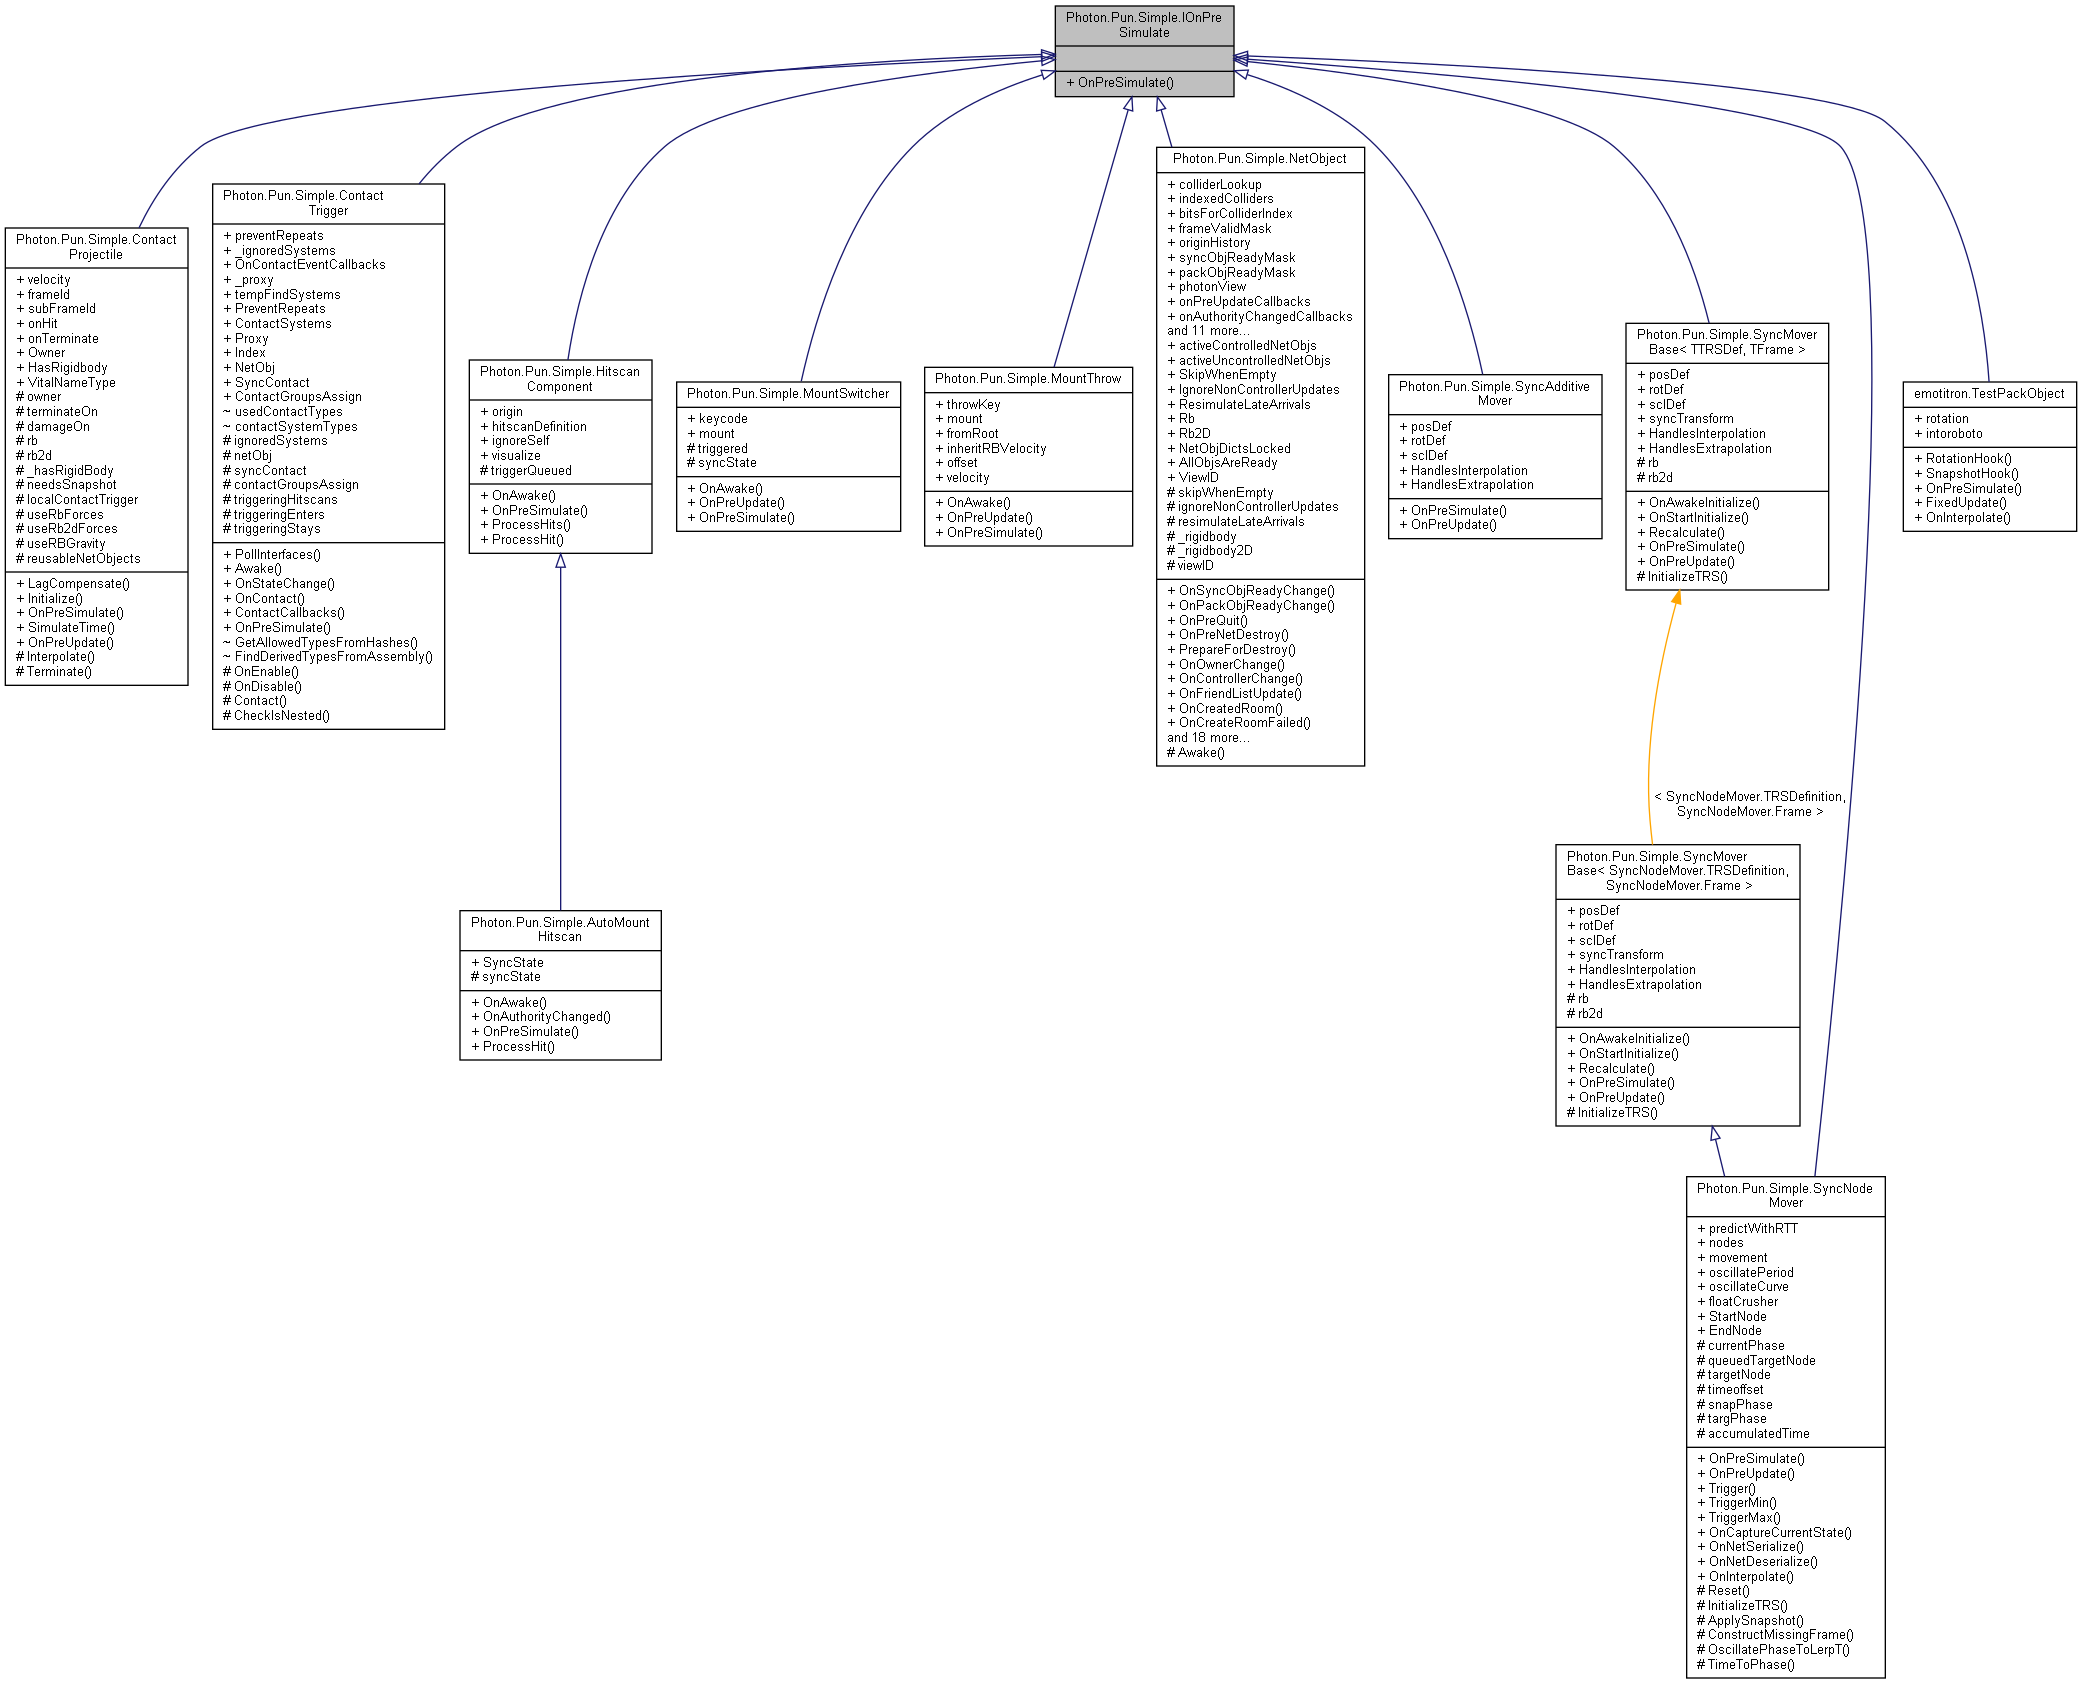 Photon.Pun.Simple.IOnPre
Simulate
+ OnPreSimulate()
Photon.Pun.Simple.Contact
Projectile
+ velocity
+ frameId
+ subFrameId
+ onHit
+ onTerminate
+ Owner
+ HasRigidbody
+ VitalNameType
# owner
# terminateOn
# damageOn
# rb
# rb2d
# _hasRigidBody
# needsSnapshot
# localContactTrigger
# useRbForces
# useRb2dForces
# useRBGravity
# reusableNetObjects
+ LagCompensate()
+ Initialize()
+ OnPreSimulate()
+ SimulateTime()
+ OnPreUpdate()
# Interpolate()
# Terminate()
Photon.Pun.Simple.Contact
Trigger
+ preventRepeats
+ _ignoredSystems
+ OnContactEventCallbacks
+ _proxy
+ tempFindSystems
+ PreventRepeats
+ ContactSystems
+ Proxy
+ Index
+ NetObj
+ SyncContact
+ ContactGroupsAssign
~ usedContactTypes
~ contactSystemTypes
# ignoredSystems
# netObj
# syncContact
# contactGroupsAssign
# triggeringHitscans
# triggeringEnters
# triggeringStays
+ PollInterfaces()
+ Awake()
+ OnStateChange()
+ OnContact()
+ ContactCallbacks()
+ OnPreSimulate()
~ GetAllowedTypesFromHashes()
~ FindDerivedTypesFromAssembly()
# OnEnable()
# OnDisable()
# Contact()
# CheckIsNested()
Photon.Pun.Simple.Hitscan
Component
+ origin
+ hitscanDefinition
+ ignoreSelf
+ visualize
# triggerQueued
+ OnAwake()
+ OnPreSimulate()
+ ProcessHits()
+ ProcessHit()
Photon.Pun.Simple.MountSwitcher
+ keycode
+ mount
# triggered
# syncState
+ OnAwake()
+ OnPreUpdate()
+ OnPreSimulate()
Photon.Pun.Simple.MountThrow
+ throwKey
+ mount
+ fromRoot
+ inheritRBVelocity
+ offset
+ velocity
+ OnAwake()
+ OnPreUpdate()
+ OnPreSimulate()
Photon.Pun.Simple.NetObject
+ colliderLookup
+ indexedColliders
+ bitsForColliderIndex
+ frameValidMask
+ originHistory
+ syncObjReadyMask
+ packObjReadyMask
+ photonView
+ onPreUpdateCallbacks
+ onAuthorityChangedCallbacks
and 11 more...
+ activeControlledNetObjs
+ activeUncontrolledNetObjs
+ SkipWhenEmpty
+ IgnoreNonControllerUpdates
+ ResimulateLateArrivals
+ Rb
+ Rb2D
+ NetObjDictsLocked
+ AllObjsAreReady
+ ViewID
# skipWhenEmpty
# ignoreNonControllerUpdates
# resimulateLateArrivals
# _rigidbody
# _rigidbody2D
# viewID
+ OnSyncObjReadyChange()
+ OnPackObjReadyChange()
+ OnPreQuit()
+ OnPreNetDestroy()
+ PrepareForDestroy()
+ OnOwnerChange()
+ OnControllerChange()
+ OnFriendListUpdate()
+ OnCreatedRoom()
+ OnCreateRoomFailed()
and 18 more...
# Awake()
Photon.Pun.Simple.SyncAdditive
Mover
+ posDef
+ rotDef
+ sclDef
+ HandlesInterpolation
+ HandlesExtrapolation
+ OnPreSimulate()
+ OnPreUpdate()
Photon.Pun.Simple.SyncMover
Base< TTRSDef, TFrame >
+ posDef
+ rotDef
+ sclDef
+ syncTransform
+ HandlesInterpolation
+ HandlesExtrapolation
# rb
# rb2d
+ OnAwakeInitialize()
+ OnStartInitialize()
+ Recalculate()
+ OnPreSimulate()
+ OnPreUpdate()
# InitializeTRS()
emotitron.TestPackObject
+ rotation
+ intoroboto
+ RotationHook()
+ SnapshotHook()
+ OnPreSimulate()
+ FixedUpdate()
+ OnInterpolate()
< SyncNodeMover.TRSDefinition,
SyncNodeMover.Frame >
Photon.Pun.Simple.SyncMover
Base< SyncNodeMover.TRSDefinition,
SyncNodeMover.Frame >
+ posDef
+ rotDef
+ sclDef
+ syncTransform
+ HandlesInterpolation
+ HandlesExtrapolation
# rb
# rb2d
+ OnAwakeInitialize()
+ OnStartInitialize()
+ Recalculate()
+ OnPreSimulate()
+ OnPreUpdate()
# InitializeTRS()
Photon.Pun.Simple.AutoMount
Hitscan
+ SyncState
# syncState
+ OnAwake()
+ OnAuthorityChanged()
+ OnPreSimulate()
+ ProcessHit()
Photon.Pun.Simple.SyncNode
Mover
+ predictWithRTT
+ nodes
+ movement
+ oscillatePeriod
+ oscillateCurve
+ floatCrusher
+ StartNode
+ EndNode
# currentPhase
# queuedTargetNode
# targetNode
# timeoffset
# snapPhase
# targPhase
# accumulatedTime
+ OnPreSimulate()
+ OnPreUpdate()
+ Trigger()
+ TriggerMin()
+ TriggerMax()
+ OnCaptureCurrentState()
+ OnNetSerialize()
+ OnNetDeserialize()
+ OnInterpolate()
# Reset()
# InitializeTRS()
# ApplySnapshot()
# ConstructMissingFrame()
# OscillatePhaseToLerpT()
# TimeToPhase()